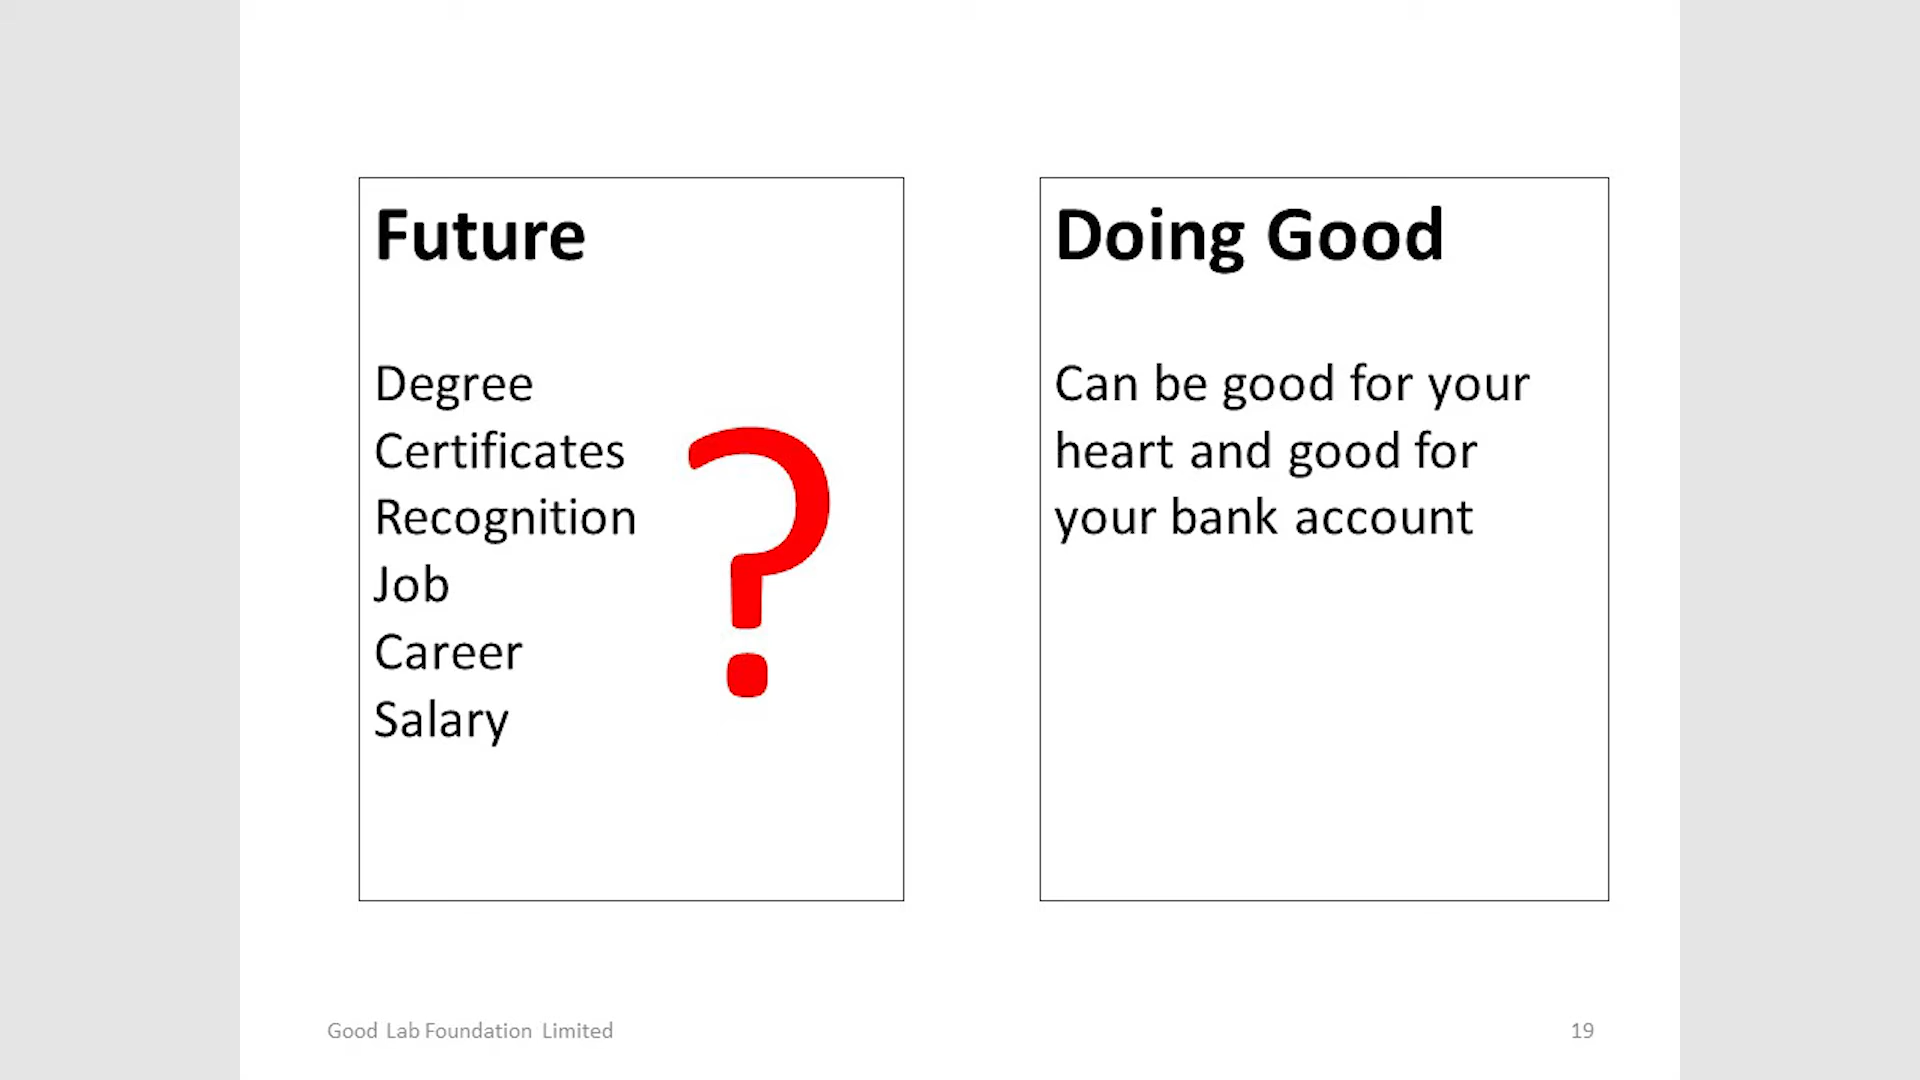 Future
Degree
Certificates
Recognition
Job
Career
Salary
?
Doing Good
Can be good for your
heart and good for
your bank account
Good Lab Foundation Limited
19